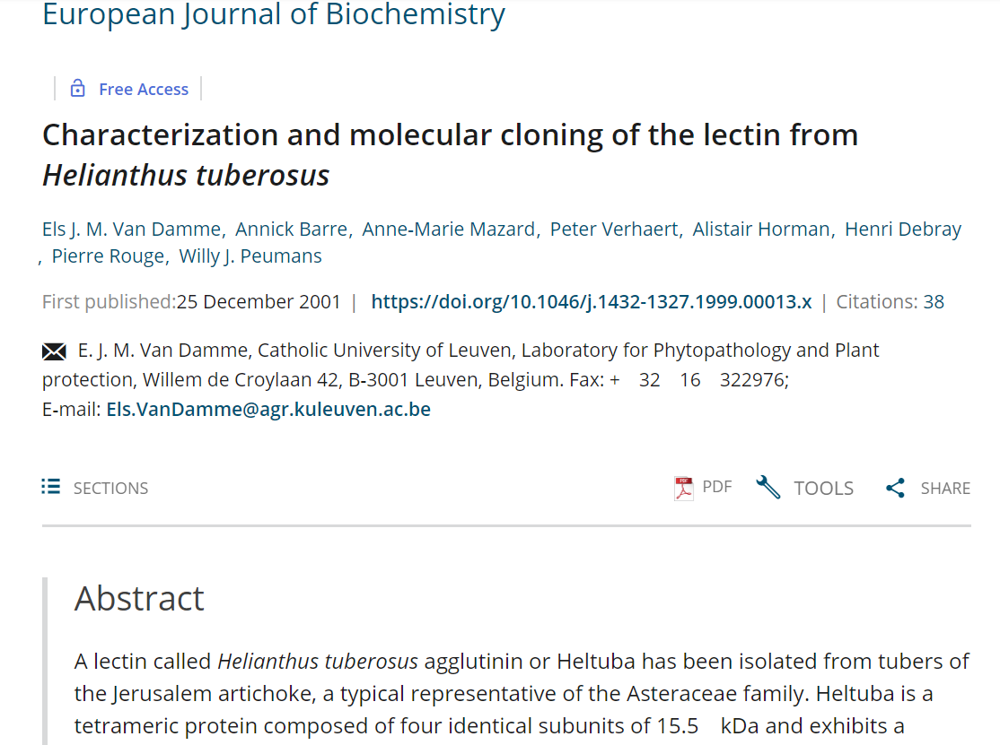 European Journal of Biochemistry
Free Access
Characterization and molecular cloning of the lectin from
Helianthus tuberosus
Els J. M. Van Damme, Annick Barre, Anne-Marie Mazard, Peter Verhaert, Alistair Horman, Henri Debray
, Pierre Rouge, Willy J. Peumans
First published:25 December 2001 | https://doi.org/10.1046/j.1432-1327.1999.00013.x | Citations: 38
E. J. M. Van Damme, Catholic University of Leuven, Laboratory for Phytopathology and Plant
protection, Willem de Croylaan 42, B-3001 Leuven, Belgium. Fax: + 32 16 322976;
E-mail: Els.VanDamme@agr.kuleuven.ac.be
SECTIONS PDF TOOLS SHARE
Abstract
A lectin called Helianthus tuberosus agglutinin or Heltuba has been isolated from tubers of
the Jerusalem artichoke, a typical representative of the Asteraceae family. Heltuba is a
tetrameric protein composed of four identical subunits of 15.5 kDa and exhibits a